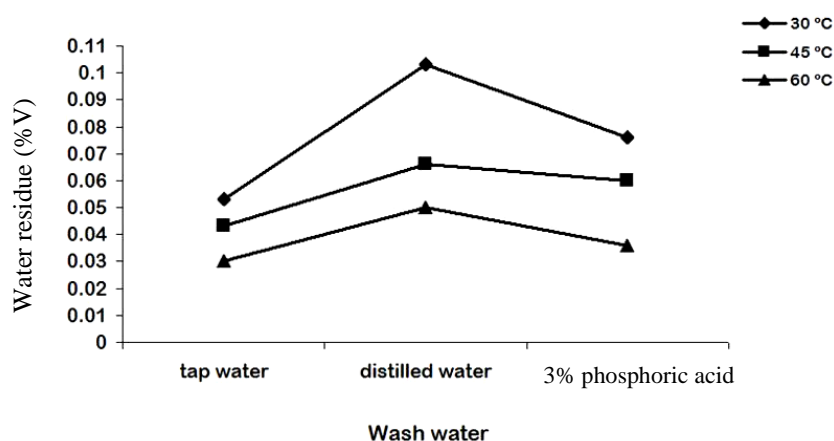 30 ºC
45 ºC
60 ºC
Water residue (%V)
0.11
0.1
0.09
0.08
0.07
0.06
0.05
0.04
0.03
0.02
0.01
0
tap water
distilled water
3% phosphoric acid
Wash water